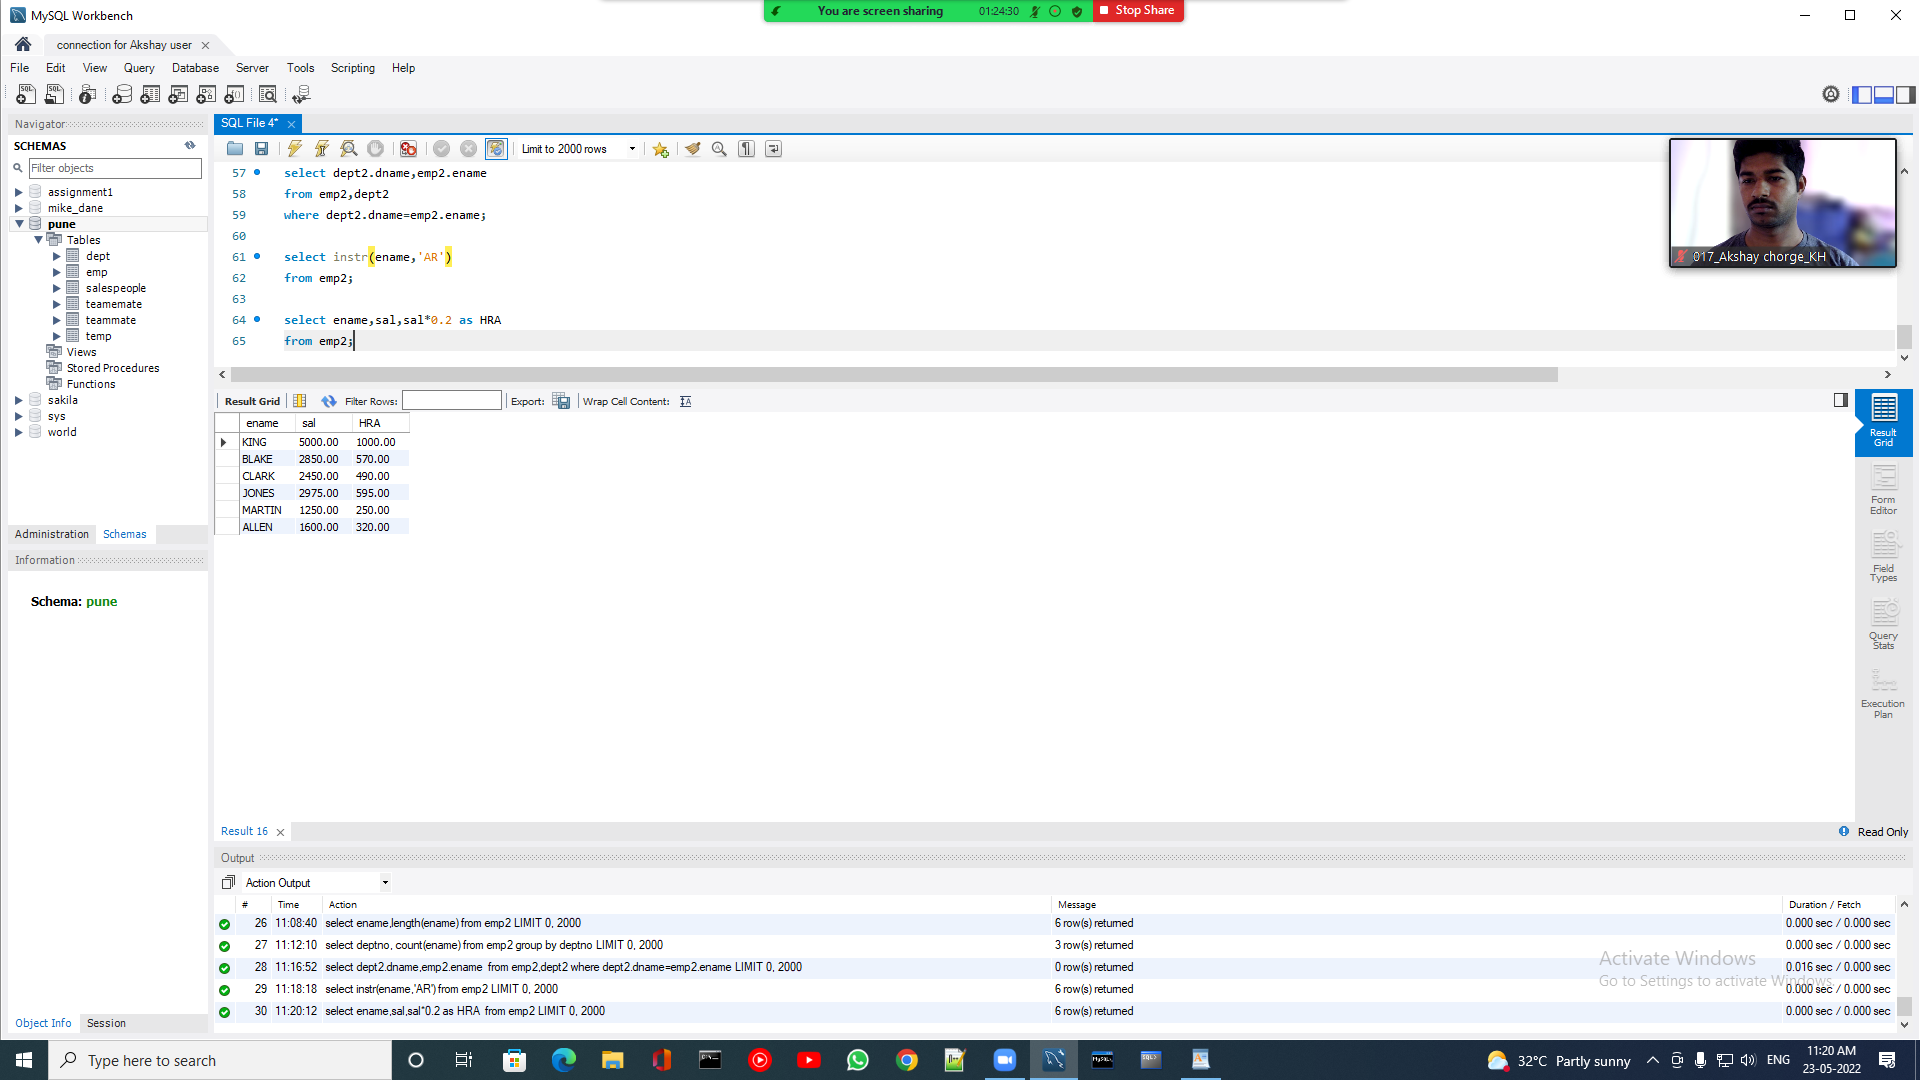 MySQL Workbench
You are screen sharing 01:24:30 Stop Share
connection for Akshay user
File Edit View Query Database Server Tools Scripting Help
Navigator
SCHEMAS
Filter objects
assignment1
mike_dane
pune
Tables
dept
emp
salespeople
teamemate
teammate
temp
Views
Stored Procedures
Functions
sakila
sys
world
Administration Schemas
Information
Schema: pune
Object Info Session
SQL File 4*
Limit to 2000 rows
57 select dept2.dname,emp2.ename
58 from emp2,dept2
59 where dept2.dname=emp2.ename;
60
61 select instr(ename,'AR')
62 from emp2;
63
64 select ename,sal,sal*0.2 as HRA
65 from emp2;
017_Akshay chorge_KH
Result Grid Filter Rows: Export: Wrap Cell Content:
ename sal HRA
KING 5000.00 1000.00
BLAKE 2850.00 570.00
CLARK 2450.00 490.00
JONES 2975.00 595.00
MARTIN 1250.00 250.00
ALLEN 1600.00 320.00
Result
Grid
Form
Editor
Field
Types
Query
Stats
Execution
Plan
Result 16
Read Only
Output
Action Output
# Time Action Message Duration / Fetch
26 11:08:40 select ename,length(ename) from emp2 LIMIT 0, 2000 6 row(s) returned 0.000 sec / 0.000 sec
27 11:12:10 select deptno, count(ename) from emp2 group by deptno LIMIT 0, 2000 3 row(s) returned 0.000 sec / 0.000 sec
28 11:16:52 select dept2.dname,emp2.ename from emp2,dept2 where dept2.dname=emp2.ename LIMIT 0, 2000 0 row(s) returned 0.016 sec / 0.000 sec
29 11:18:18 select instr(ename,'AR') from emp2 LIMIT 0, 2000 6 row(s) returned 0.000 sec / 0.000 sec
30 11:20:12 select ename,sal,sal*0.2 as HRA from emp2 LIMIT 0, 2000 6 row(s) returned 0.000 sec / 0.000 sec
Activate Windows
Go to Settings to activate Windows.
Type here to search
32°C Partly sunny
ENG
11:20 AM
23-05-2022